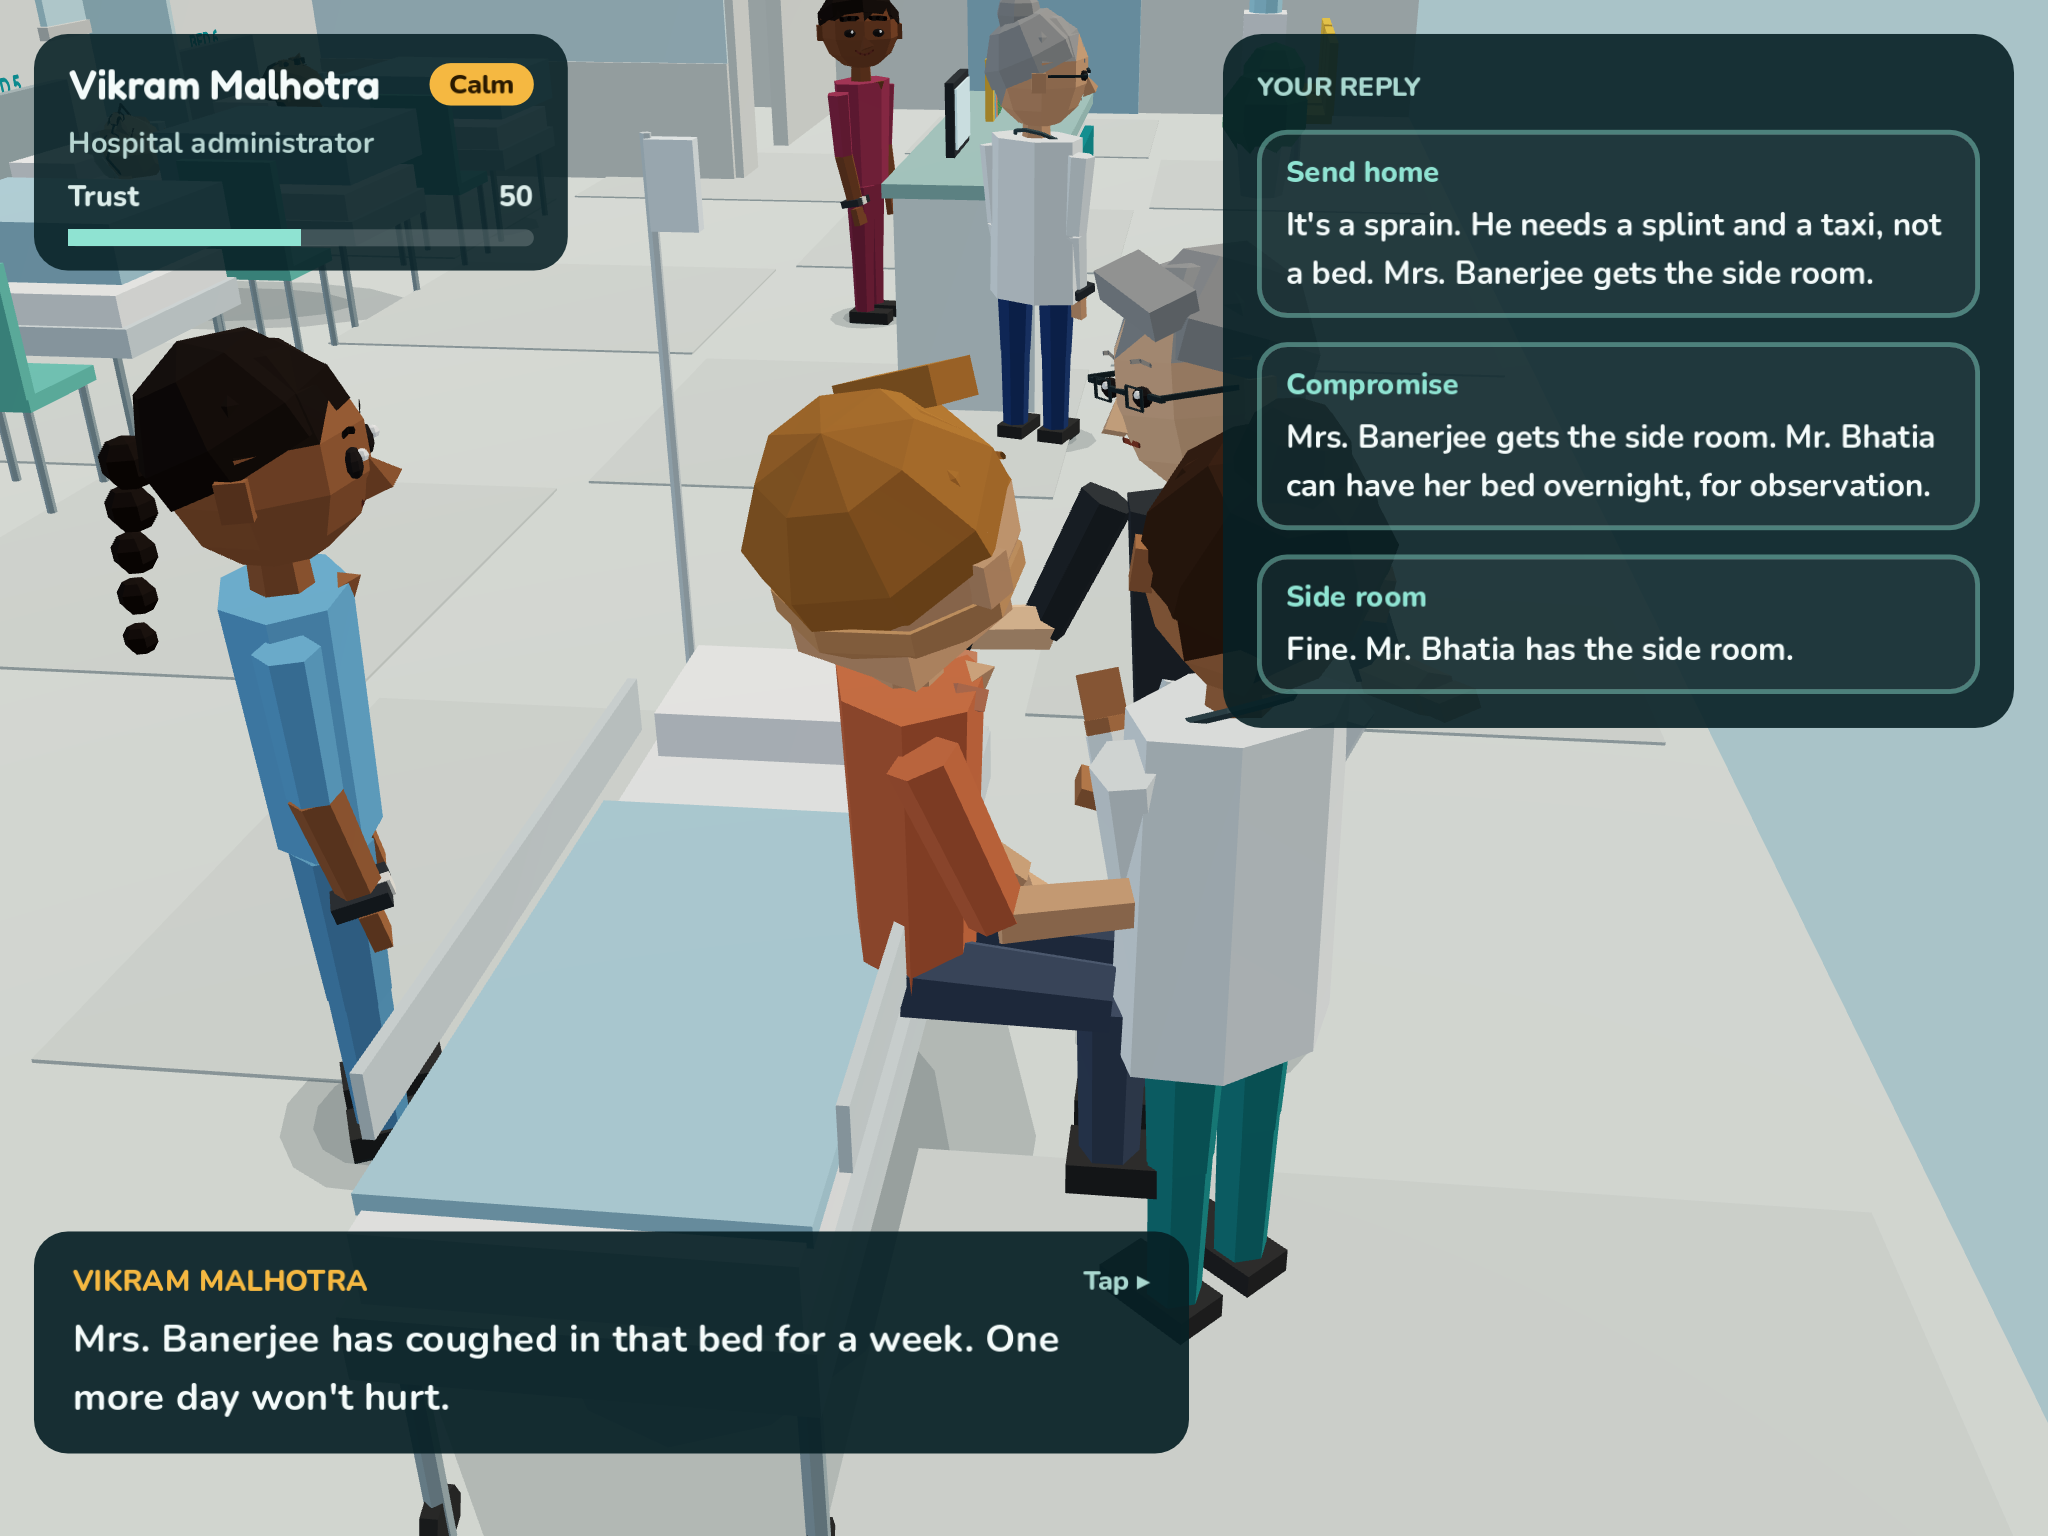 Vikram Malhotra
Calm
Hospital administrator
Trust
50
YOUR REPLY
Send home
It's a sprain. He needs a splint and a taxi, not
a bed. Mrs. Banerjee gets the side room.
Compromise
Mrs. Banerjee gets the side room. Mr. Bhatia
can have her bed overnight, for observation.
Side room
Fine. Mr. Bhatia has the side room.
VIKRAM MALHOTRA
Tap ▸
Mrs. Banerjee has coughed in that bed for a week. One
more day won't hurt.